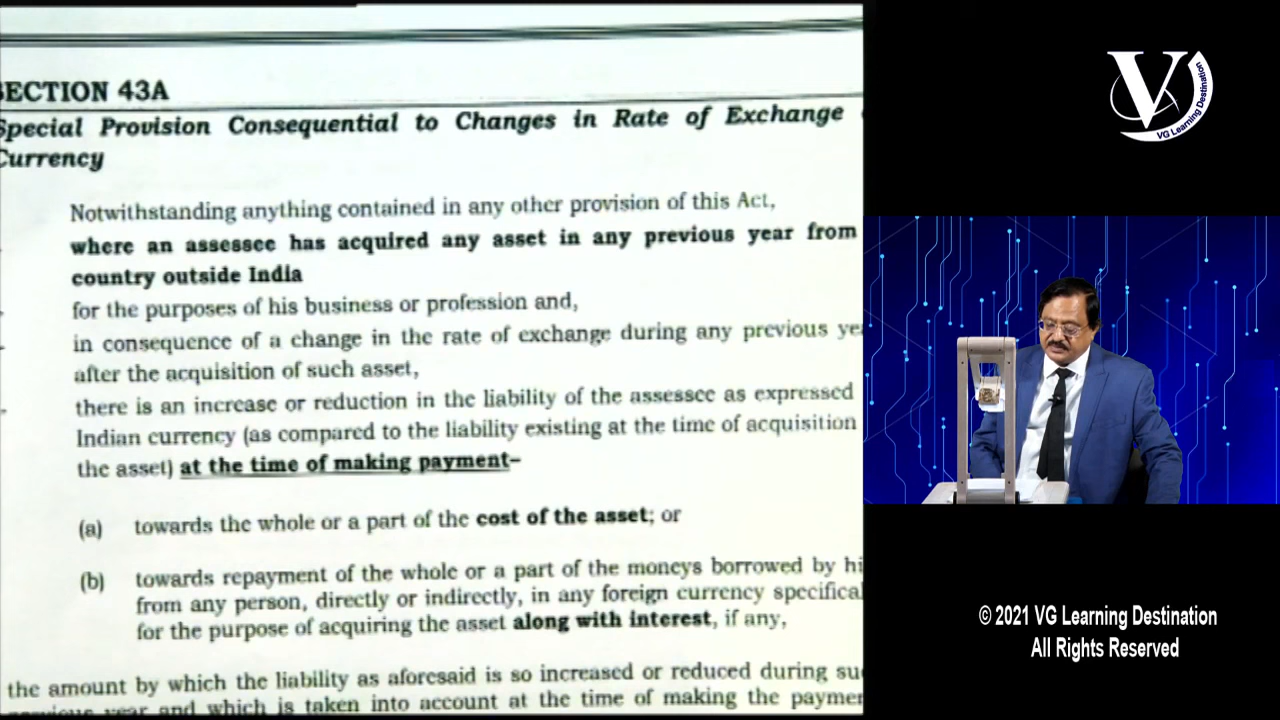 SECTION 43A
Special Provision Consequential to Changes in Rate of Exchange
Currency
Notwithstanding anything contained in any other provision of this Act,
where an assessee has acquired any asset in any previous year from
country outside India
for the purposes of his business or profession and,
in consequence of a change in the rate of exchange during any previous yea
after the acquisition of such asset,
there is an increase or reduction in the liability of the assessee as expressed
Indian currency (as compared to the liability existing at the time of acquisition
the asset) at the time of making payment–
(a) towards the whole or a part of the cost of the asset; or
(b) towards repayment of the whole or a part of the moneys borrowed by hi
from any person, directly or indirectly, in any foreign currency specifical
for the purpose of acquiring the asset along with interest, if any,
the amount by which the liability as aforesaid is so increased or reduced during suc
previous year and which is taken into account at the time of making the paymen
V
VG Learning Destination
© 2021 VG Learning Destination
All Rights Reserved